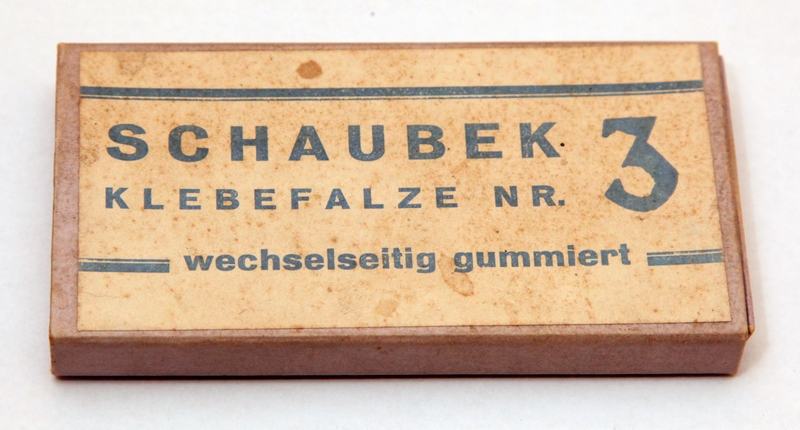 SCHAUBEK 3
KLEBEFALZE NR.
wechselseitig gummiert